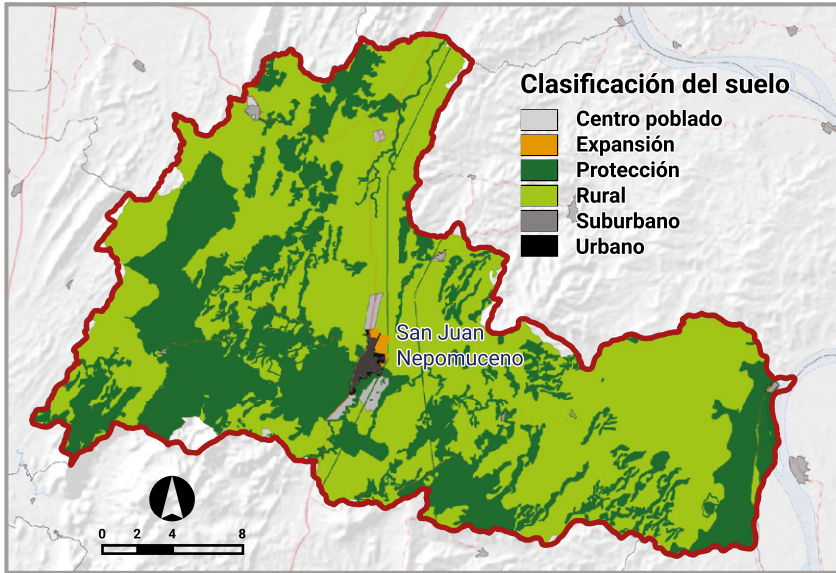 Clasificación del suelo
Centro poblado
Expansión
Protección
Rural
Suburbano
Urbano
San Juan
Nepomuceno
0 2 4 8